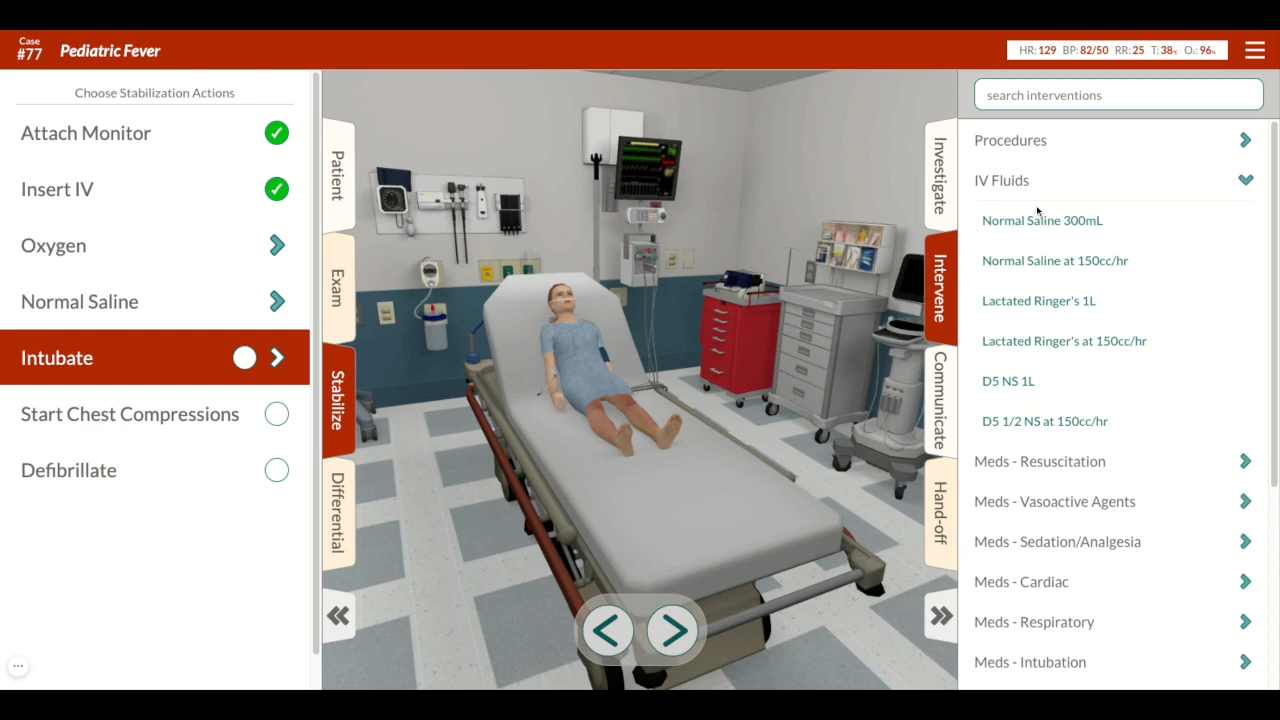 Case
#77
Pediatric Fever
HR: 129 BP: 82/50 RR: 25 T: 38°C O₂: 96%
Choose Stabilization Actions
Attach Monitor
Insert IV
Oxygen
Normal Saline
Intubate
Start Chest Compressions
Defibrillate
Patient
Exam
Stabilize
Differential
Investigate
Intervene
Communicate
Hand-off
search interventions
Procedures
IV Fluids
Normal Saline 300mL
Normal Saline at 150cc/hr
Lactated Ringer's 1L
Lactated Ringer's at 150cc/hr
D5 NS 1L
D5 1/2 NS at 150cc/hr
Meds - Resuscitation
Meds - Vasoactive Agents
Meds - Sedation/Analgesia
Meds - Cardiac
Meds - Respiratory
Meds - Intubation